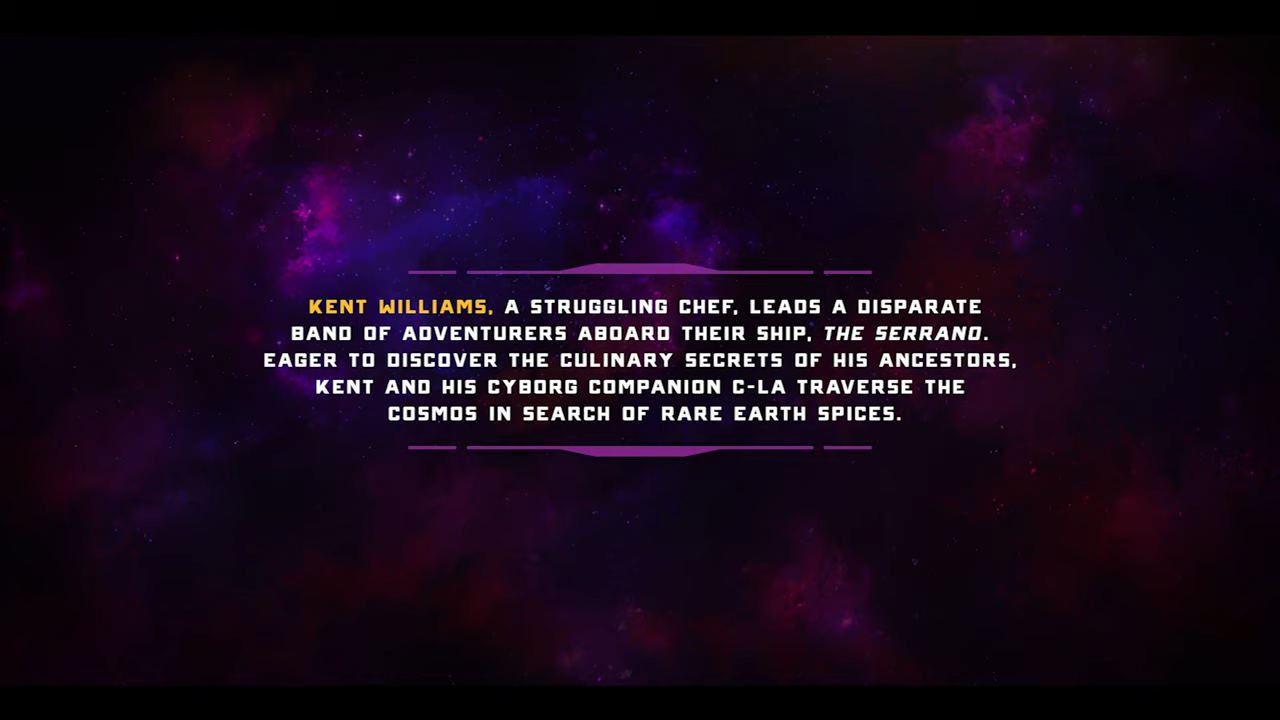 KENT WILLIAMS, A STRUGGLING CHEF, LEADS A DISPARATE
BAND OF ADVENTURERS ABOARD THEIR SHIP, THE SERRANO.
EAGER TO DISCOVER THE CULINARY SECRETS OF HIS ANCESTORS,
KENT AND HIS CYBORG COMPANION C-LA TRAVERSE THE
COSMOS IN SEARCH OF RARE EARTH SPICES.